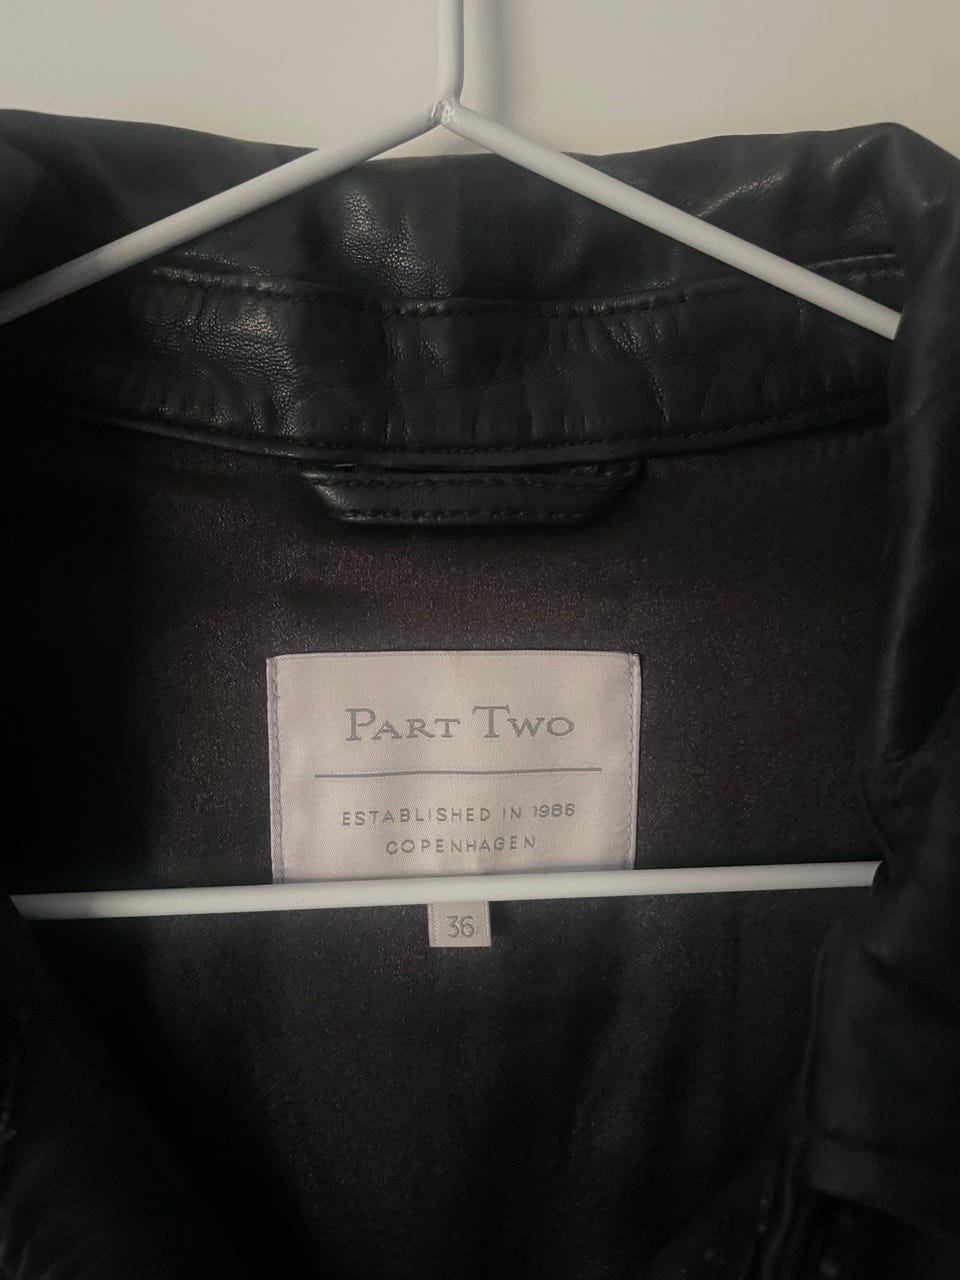 PART TWO
ESTABLISHED IN 1986
COPENHAGEN
36